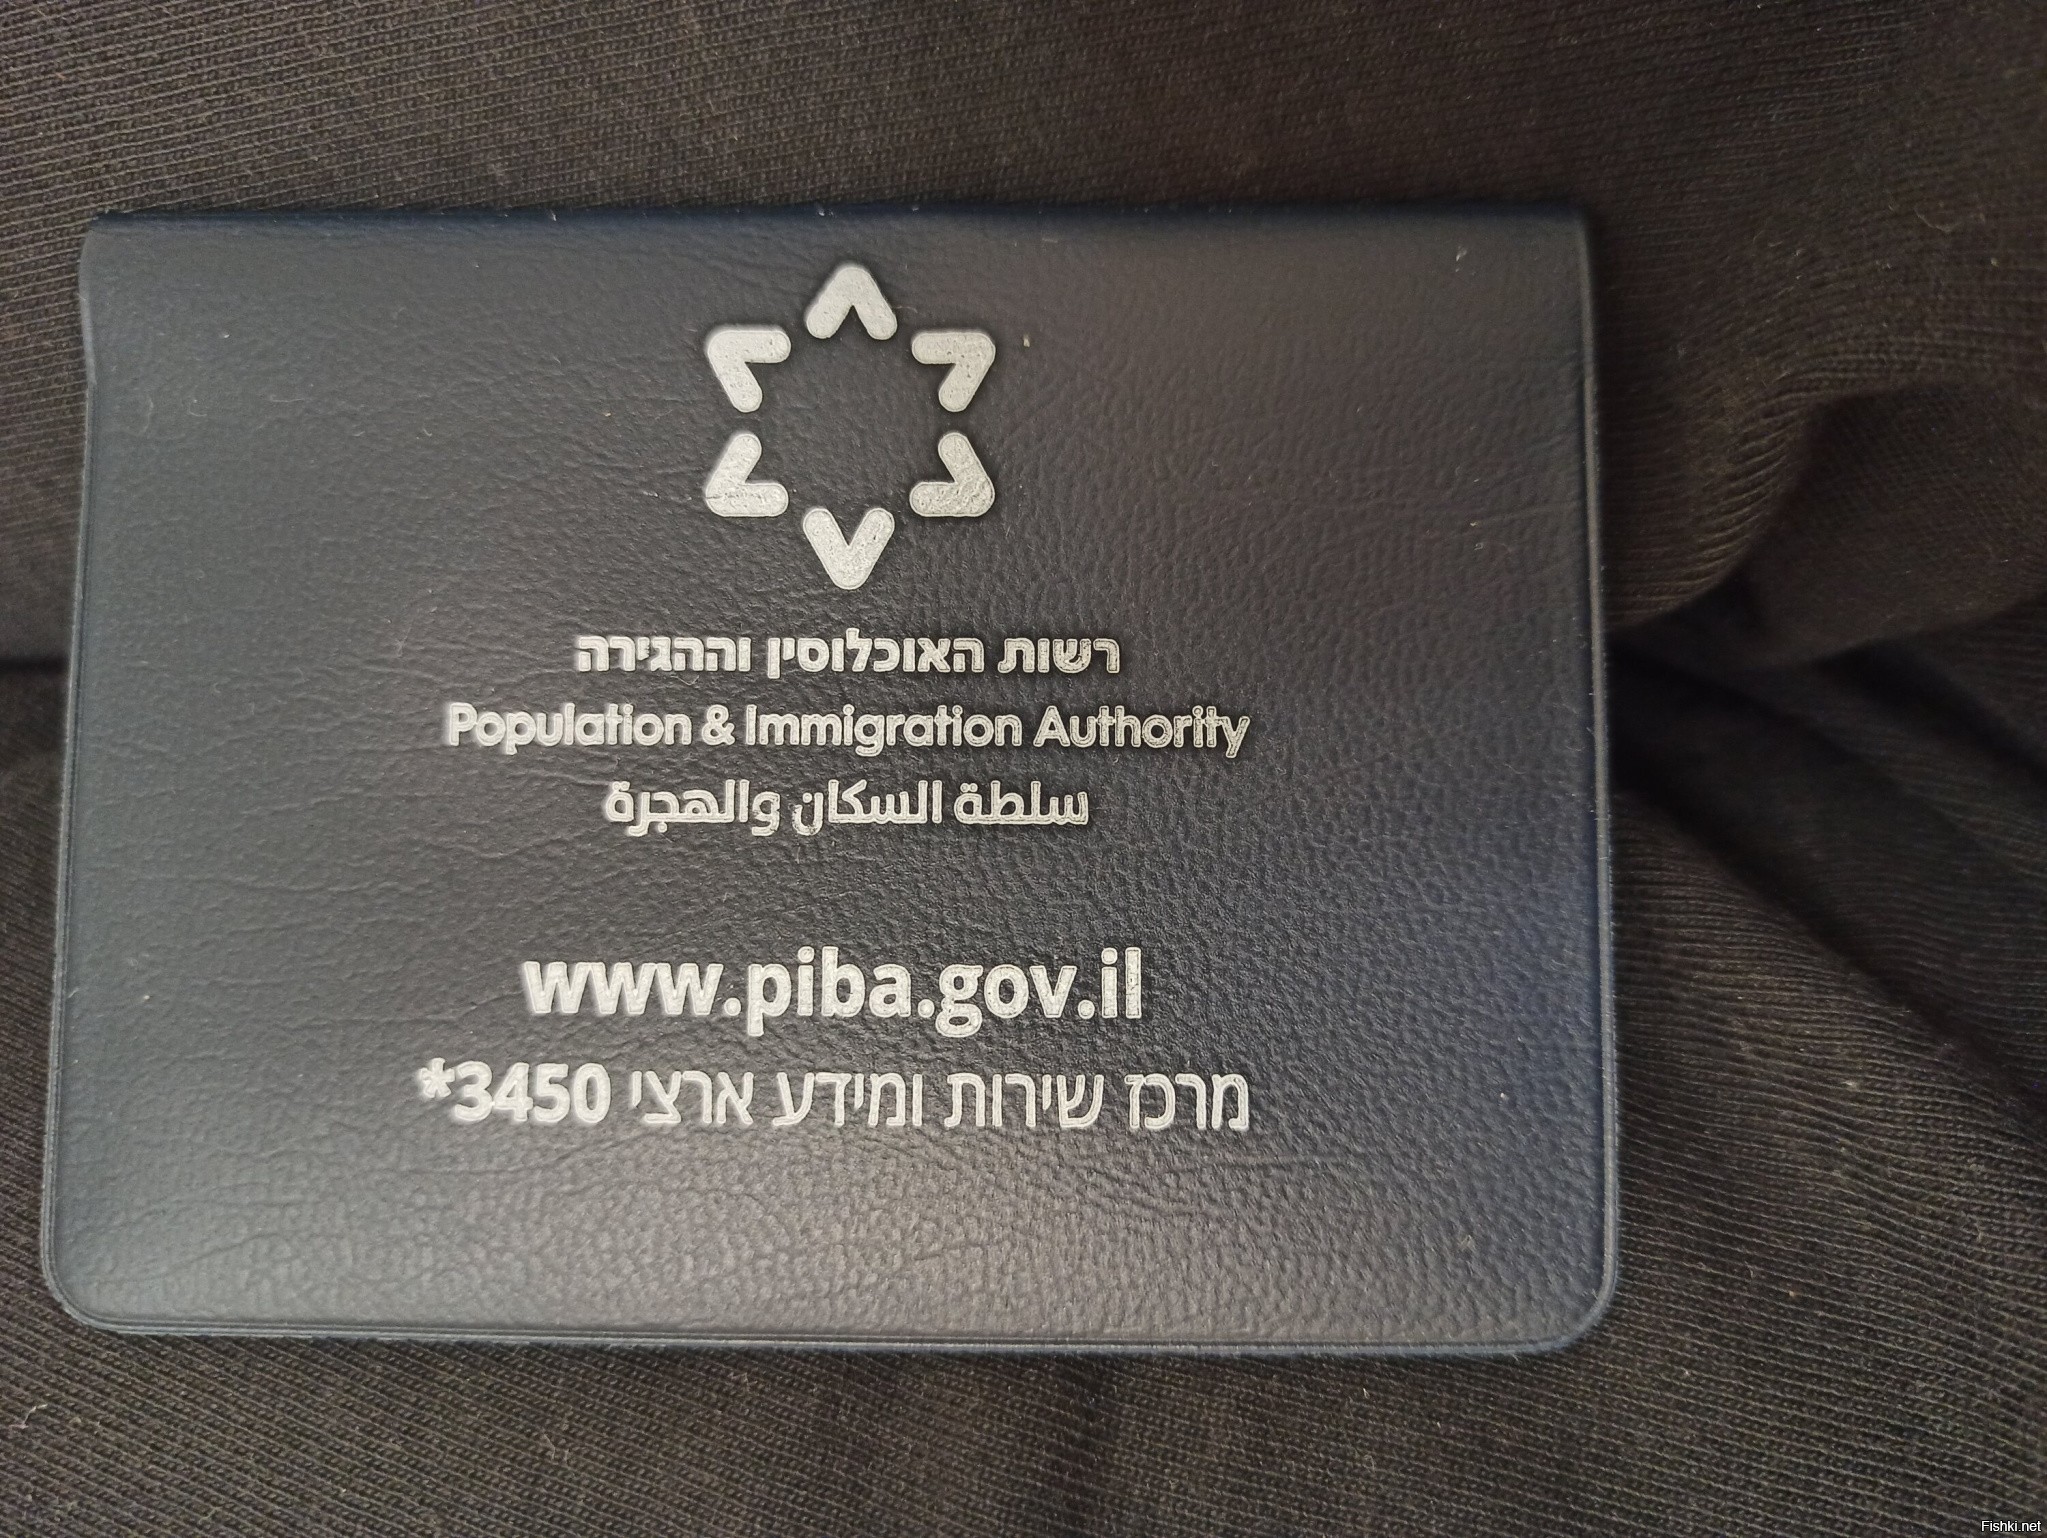 רשות האוכלוסין וההגירה
Population & Immigration Authority
سلطة السكان والهجرة
www.piba.gov.il
מרכז שירות ומידע ארצי 3450*
Fishki.net